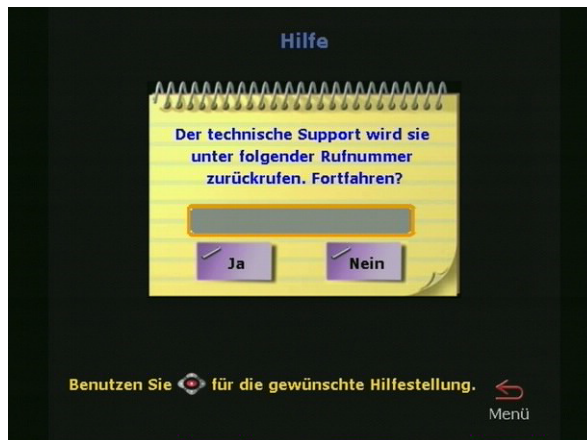 Hilfe
Der technische Support wird sie
unter folgender Rufnummer
zurückrufen. Fortfahren?
Ja
Nein
Benutzen Sie für die gewünschte Hilfestellung.
Menü